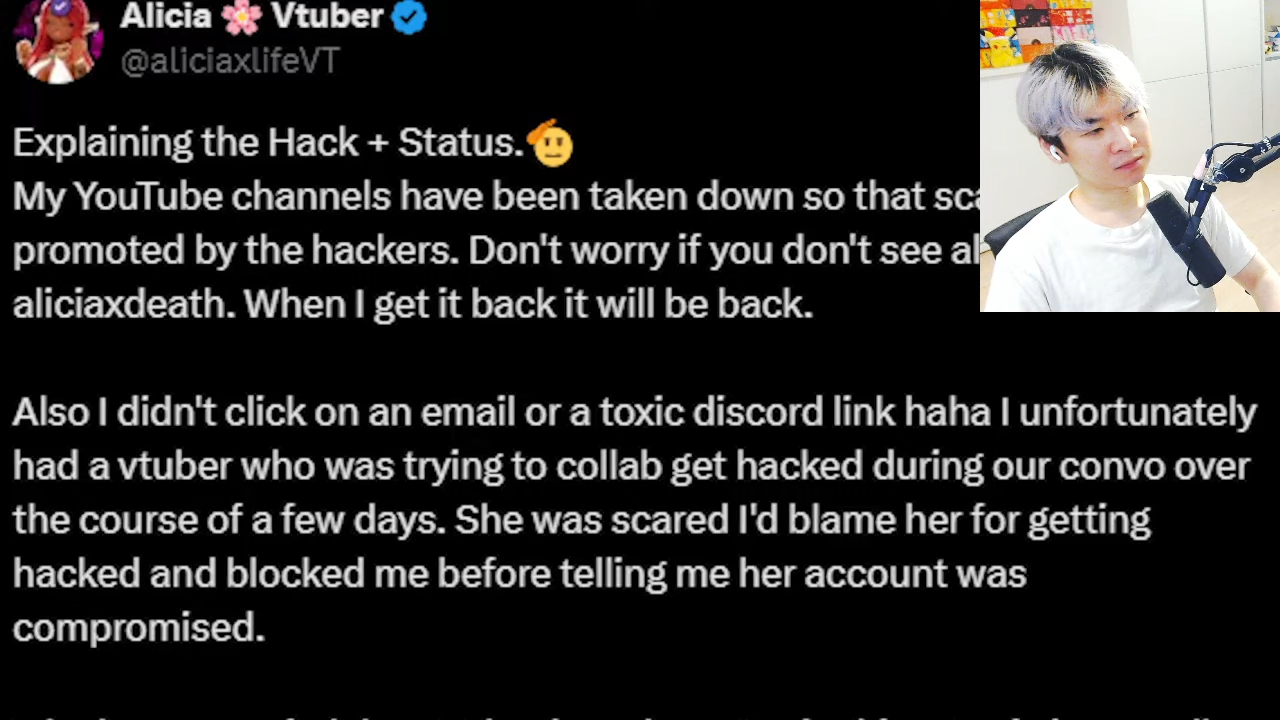 Alicia 🌸 Vtuber
@aliciaxlifeVT
Explaining the Hack + Status.🫡
My YouTube channels have been taken down so that
promoted by the hackers. Don't worry if you don't see
aliciaxdeath. When I get it back it will be back.
Also I didn't click on an email or a toxic discord link haha I unfortunately
had a vtuber who was trying to collab get hacked during our convo over
the course of a few days. She was scared I'd blame her for getting
hacked and blocked me before telling me her account was
compromised.